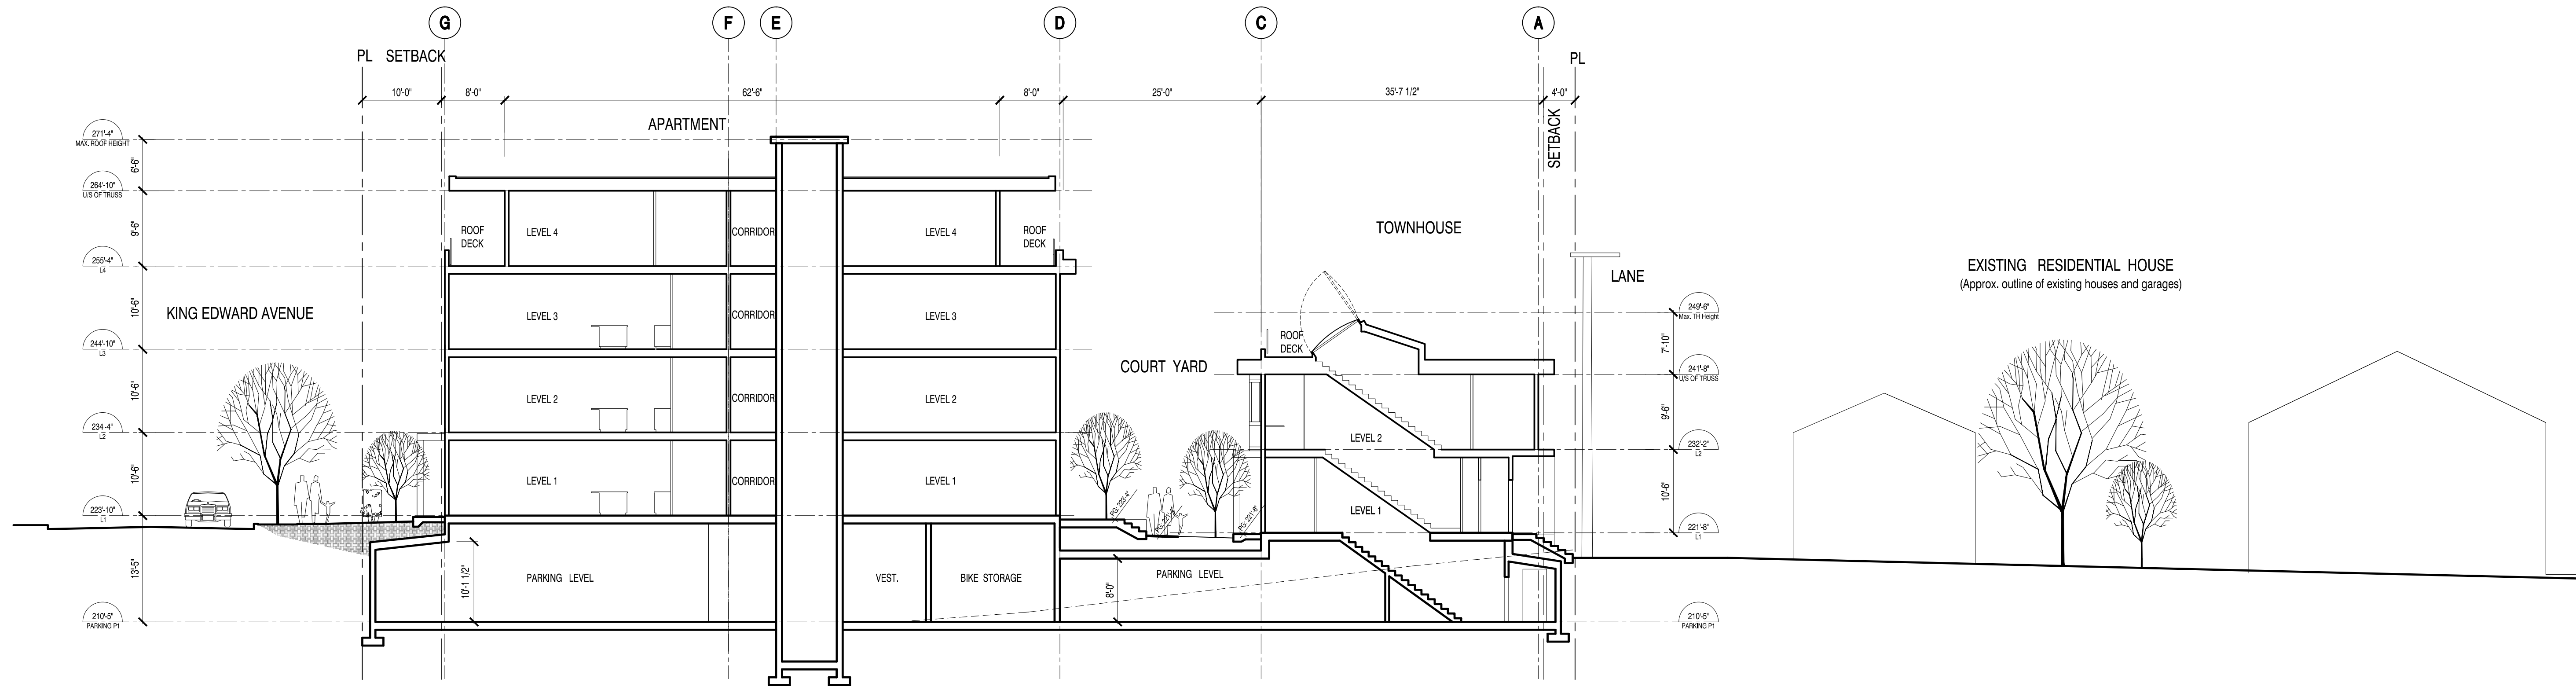 G
F
E
D
C
A
PL SETBACK
PL
10'-0"
8'-0"
62'-6"
8'-0"
25'-0"
35'-7 1/2"
4'-0"
SETBACK
APARTMENT
271'-4"
MAX. ROOF HEIGHT
6'-6"
264'-10"
U/S OF TRUSS
9'-6"
255'-4"
L4
10'-6"
244'-10"
L3
10'-6"
234'-4"
L2
10'-6"
223'-10"
L1
13'-5"
210'-5"
PARKING P1
KING EDWARD AVENUE
ROOF
DECK
LEVEL 4
CORRIDOR
LEVEL 4
ROOF
DECK
LEVEL 3
CORRIDOR
LEVEL 3
LEVEL 2
CORRIDOR
LEVEL 2
LEVEL 1
CORRIDOR
LEVEL 1
10'-1 1/2"
PARKING LEVEL
VEST.
BIKE STORAGE
8'-0"
PARKING LEVEL
COURT YARD
PG. 223'-4"
PG. 221'-6"
TOWNHOUSE
ROOF
DECK
LEVEL 2
LEVEL 1
LANE
249'-6"
Max. TH Height
7'-10"
241'-8"
U/S OF TRUSS
9'-6"
232'-2"
L2
10'-6"
221'-8"
L1
210'-5"
PARKING P1
EXISTING RESIDENTIAL HOUSE
(Approx. outline of existing houses and garages)